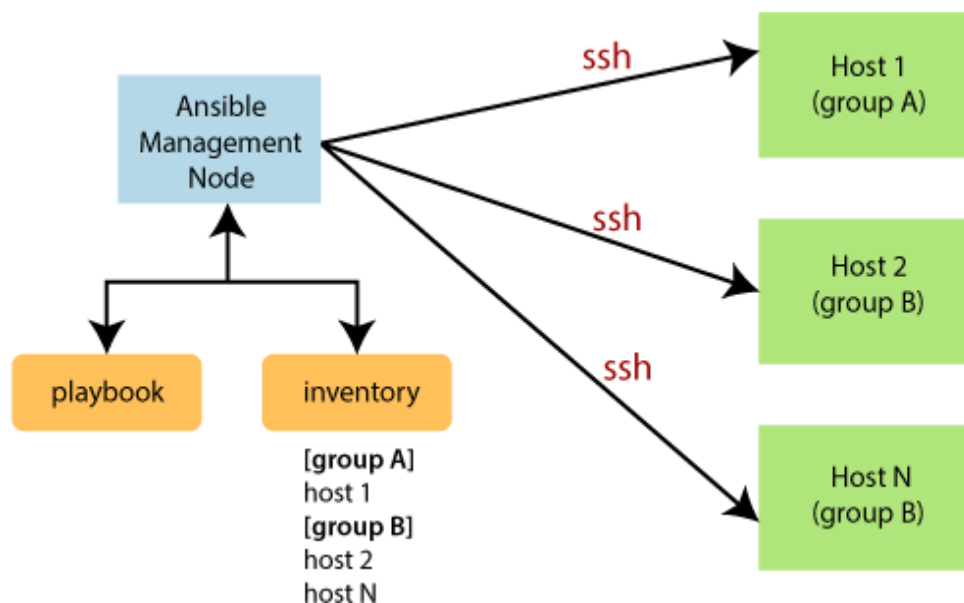 Ansible
Management
Node
ssh
ssh
ssh
Host 1
(group A)
Host 2
(group B)
Host N
(group B)
playbook
inventory
[group A]
host 1
[group B]
host 2
host N